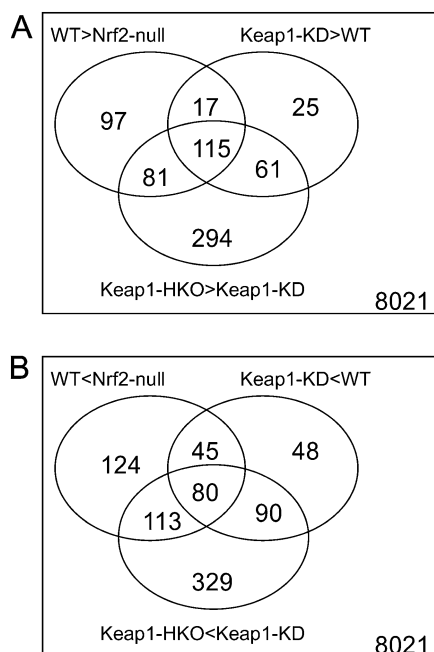 A
WT>Nrf2-null Keap1-KD>WT
97 17 25
115
81 61
294
Keap1-HKO>Keap1-KD
8021
B
WT<Nrf2-null Keap1-KD<WT
124 45 48
80
113 90
329
Keap1-HKO<Keap1-KD
8021